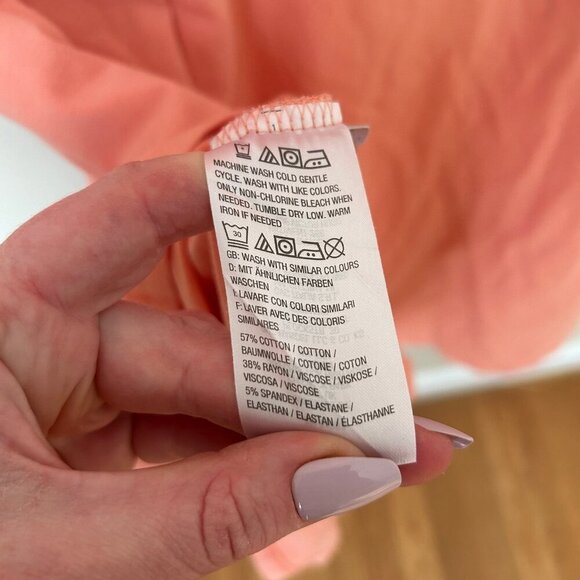 MACHINE WASH COLD GENTLE
CYCLE. WASH WITH LIKE COLORS.
ONLY NON-CHLORINE BLEACH WHEN
NEEDED. TUMBLE DRY LOW. WARM
IRON IF NEEDED
30
GB: WASH WITH SIMILAR COLOURS
D: MIT ÄHNLICHEN FARBEN
WASCHEN
I: LAVARE CON COLORI SIMILARI
F: LAVER AVEC DES COLORIS
SIMILAIRES
57% COTTON / COTTON /
BAUMWOLLE / COTONE / COTON
38% RAYON / VISCOSE / VISKOSE /
VISCOSA / VISCOSE
5% SPANDEX / ELASTANE /
ELASTHAN / ELASTAN / ÉLASTHANNE